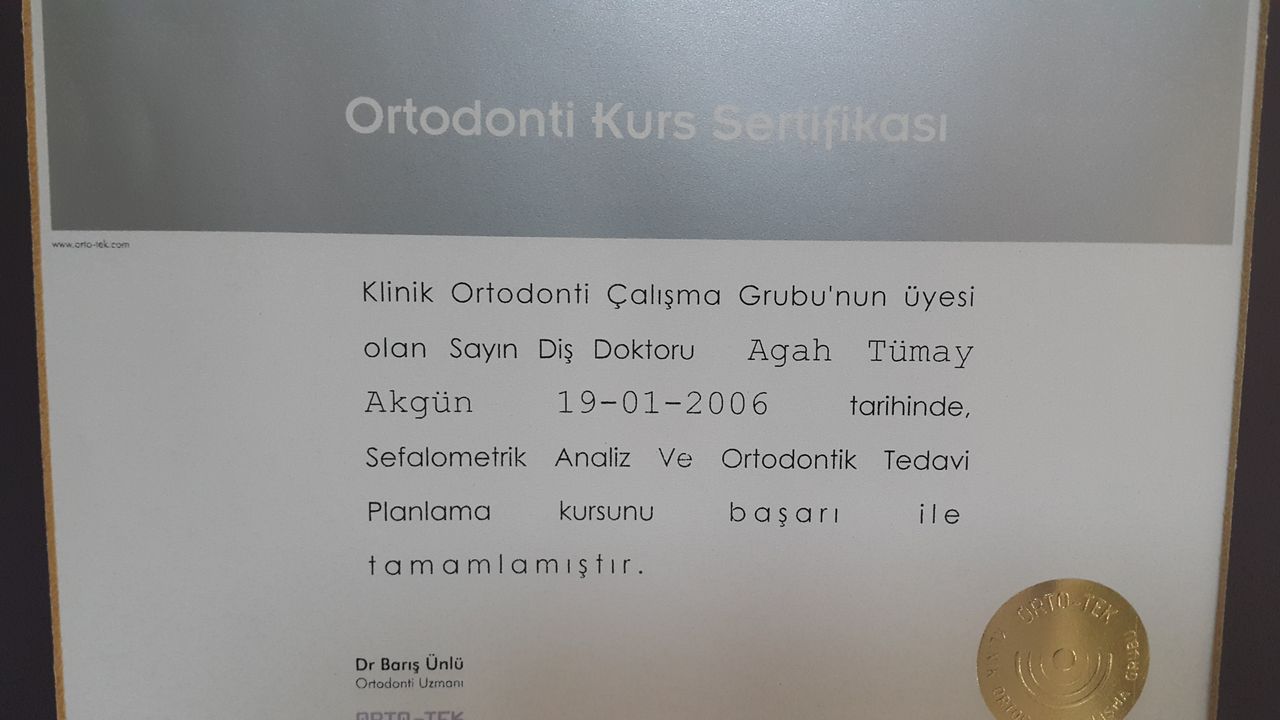 Ortodonti Kurs Sertifikası
www.orto-tek.com
Klinik Ortodonti Çalışma Grubu'nun üyesi
olan Sayın Diş Doktoru Agah Tümay
Akgün 19-01-2006 tarihinde,
Sefalometrik Analiz Ve Ortodontik Tedavi
Planlama kursunu başarı ile
tamamlamıştır.
Dr Barış Ünlü
Ortodonti Uzmanı
ORTO-TEK
ORTO-TEK